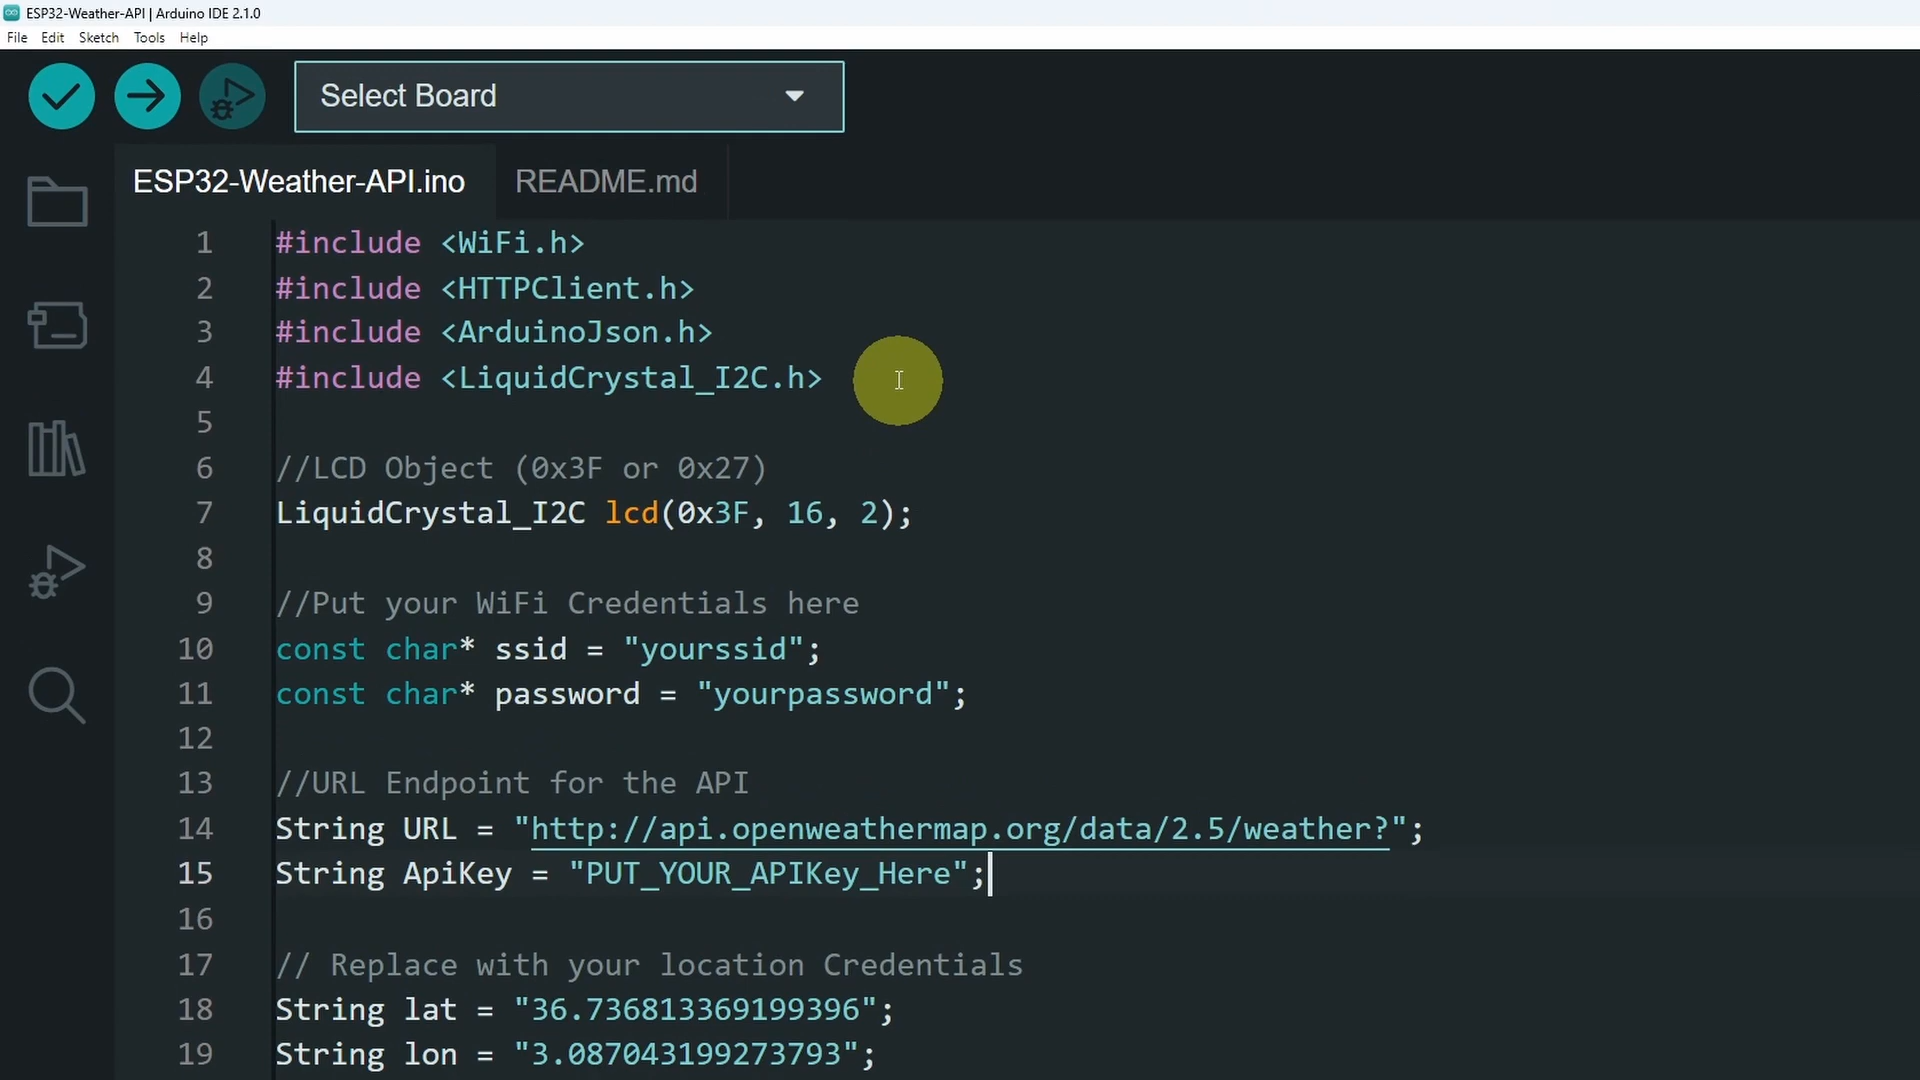 ESP32-Weather-API | Arduino IDE 2.1.0
File Edit Sketch Tools Help
Select Board
ESP32-Weather-API.ino README.md
1 #include <WiFi.h>
2 #include <HTTPClient.h>
3 #include <ArduinoJson.h>
4 #include <LiquidCrystal_I2C.h>
5
6 //LCD Object (0x3F or 0x27)
7 LiquidCrystal_I2C lcd(0x3F, 16, 2);
8
9 //Put your WiFi Credentials here
10 const char* ssid = "yourssid";
11 const char* password = "yourpassword";
12
13 //URL Endpoint for the API
14 String URL = "http://api.openweathermap.org/data/2.5/weather?";
15 String ApiKey = "PUT_YOUR_APIKey_Here";
16
17 // Replace with your location Credentials
18 String lat = "36.736813369199396";
19 String lon = "3.087043199273793";